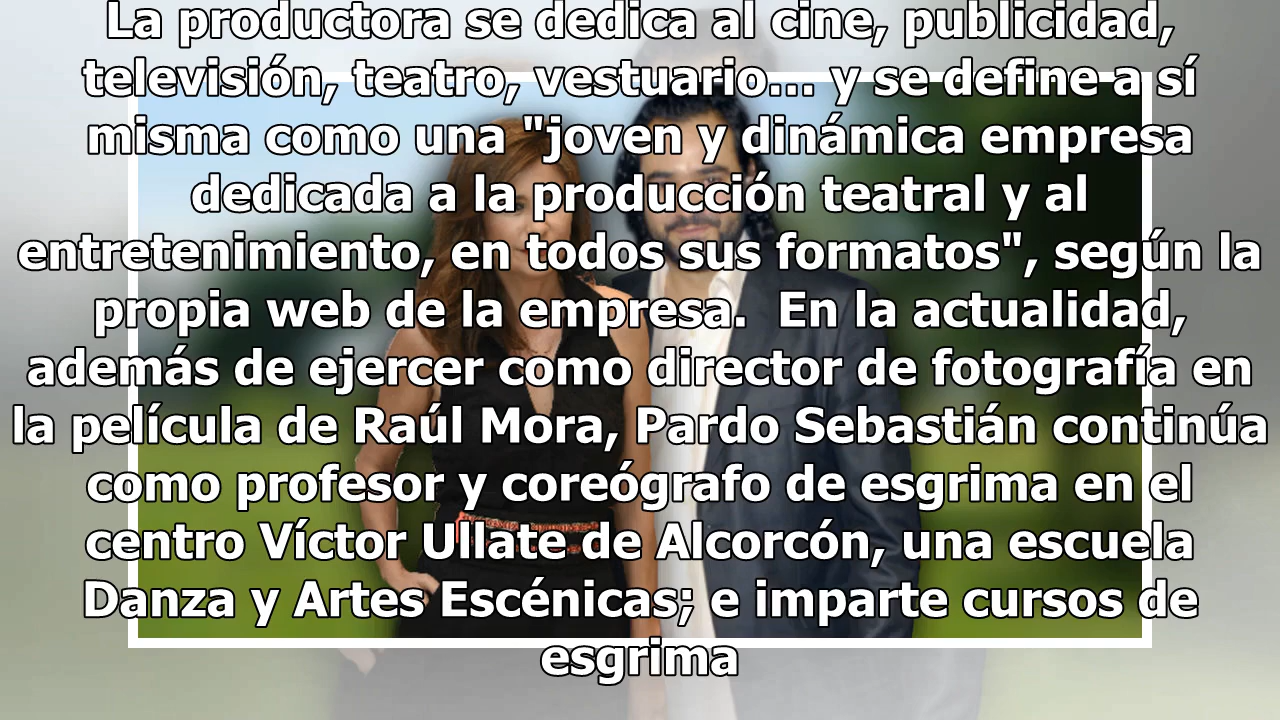 La productora se dedica al cine, publicidad,
televisión, teatro, vestuario... y se define a sí
misma como una "joven y dinámica empresa
dedicada a la producción teatral y al
entretenimiento, en todos sus formatos", según la
propia web de la empresa.  En la actualidad,
además de ejercer como director de fotografía en
la película de Raúl Mora, Pardo Sebastián continúa
como profesor y coreógrafo de esgrima en el
centro Víctor Ullate de Alcorcón, una escuela
Danza y Artes Escénicas; e imparte cursos de
esgrima